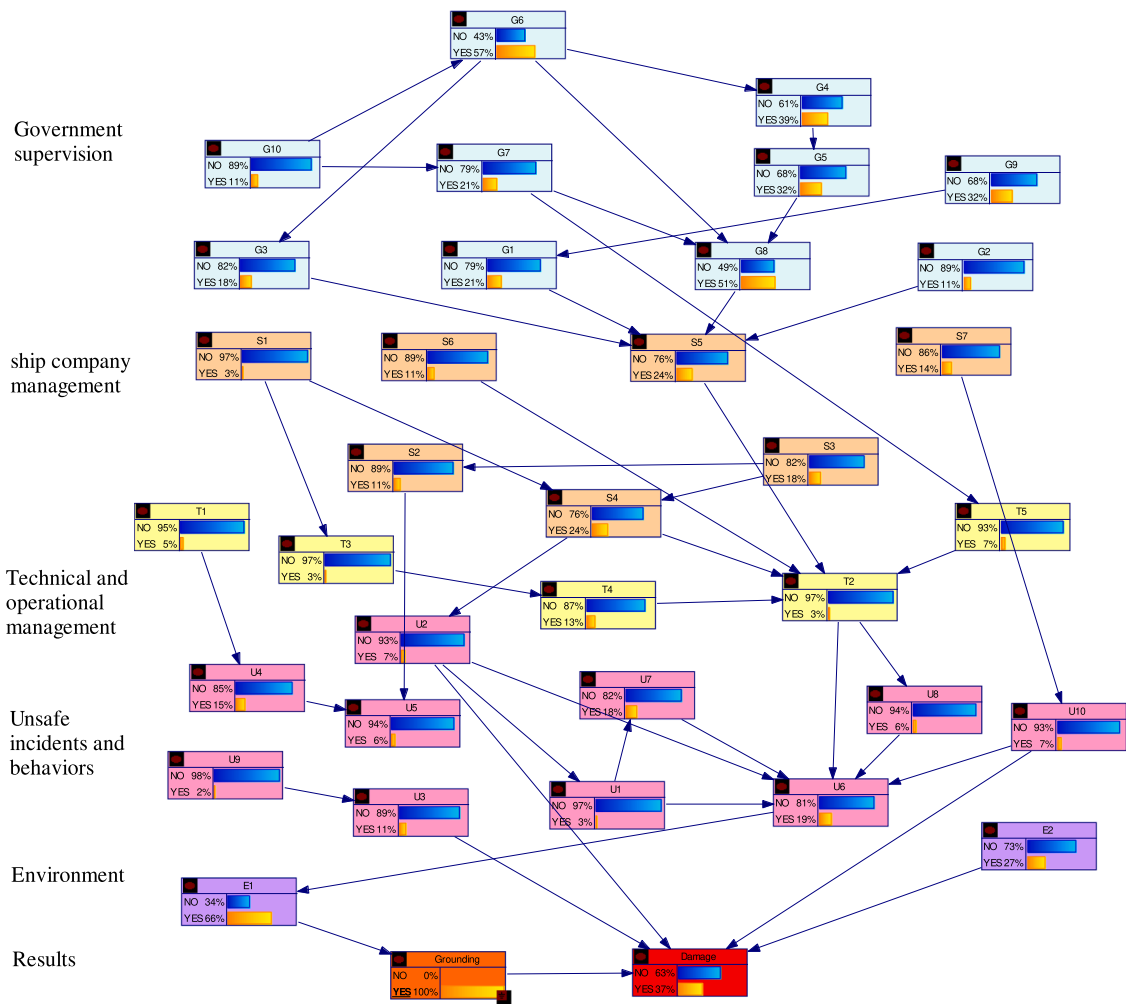 G6
NO 43%
YES 57%
G4
NO 61%
YES 39%
Government
supervision
G10
NO 89%
YES 11%
G7
NO 79%
YES 21%
G5
NO 68%
YES 32%
G9
NO 68%
YES 32%
G3
NO 82%
YES 18%
G1
NO 79%
YES 21%
G8
NO 49%
YES 51%
G2
NO 89%
YES 11%
ship company
management
S1
NO 97%
YES 3%
S6
NO 89%
YES 11%
S5
NO 76%
YES 24%
S7
NO 86%
YES 14%
S2
NO 89%
YES 11%
S3
NO 82%
YES 18%
S4
NO 76%
YES 24%
T1
NO 95%
YES 5%
T5
NO 93%
YES 7%
T3
NO 97%
YES 3%
Technical and
operational
management
T4
NO 87%
YES 13%
T2
NO 97%
YES 3%
U2
NO 93%
YES 7%
U4
NO 85%
YES 15%
U7
NO 82%
YES 18%
U8
NO 94%
YES 6%
U5
NO 94%
YES 6%
U10
NO 93%
YES 7%
Unsafe
incidents and
behaviors
U9
NO 98%
YES 2%
U3
NO 89%
YES 11%
U1
NO 97%
YES 3%
U6
NO 81%
YES 19%
E2
NO 73%
YES 27%
Environment
E1
NO 34%
YES 66%
Results
Grounding
NO 0%
YES 100%
Damage
NO 63%
YES 37%